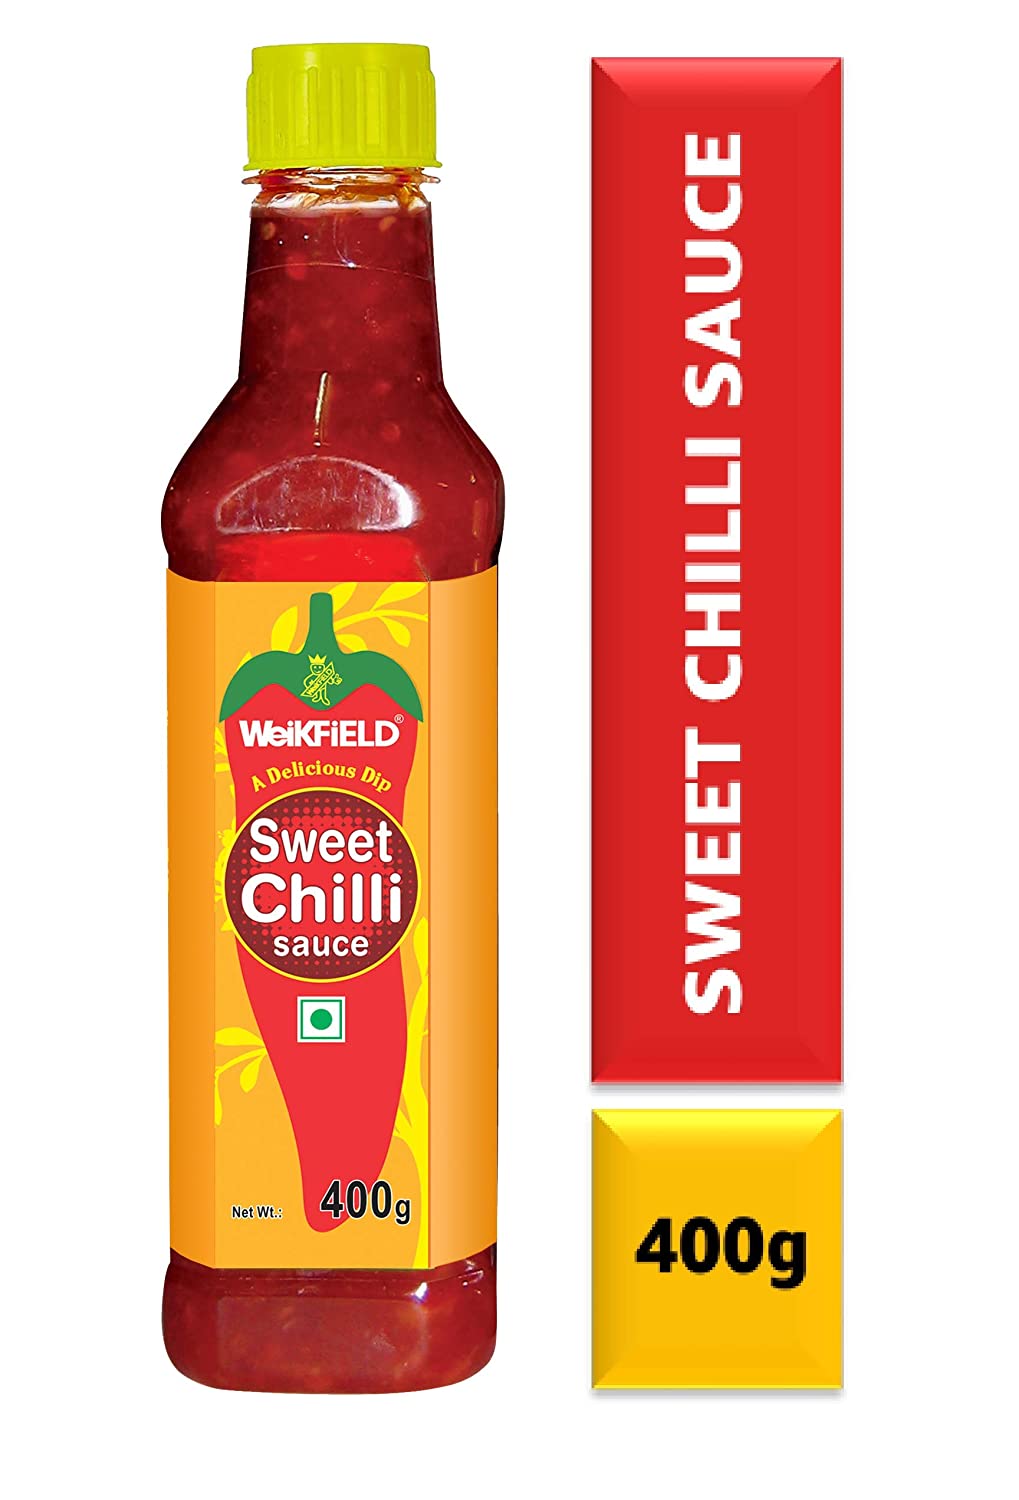 WeiKFiELD®
A Delicious Dip
Sweet
Chilli
sauce
Net Wt.: 400g
SWEET CHILLI SAUCE
400g